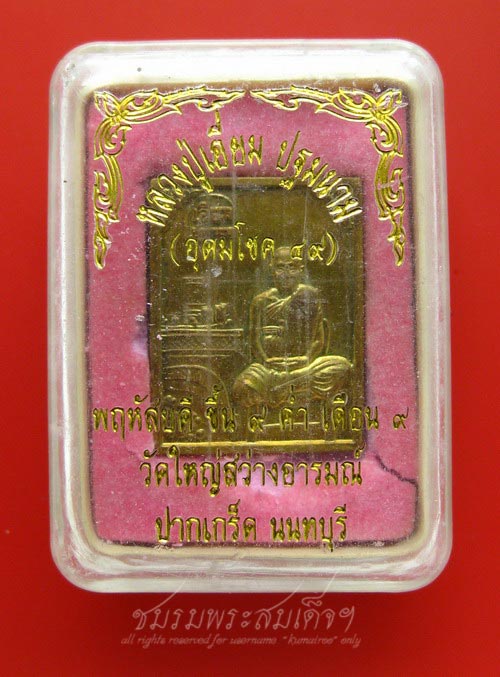 หลวงปู่เอี่ยม ปฐมนาม
(อุดมโชค ๔๙)
พฤหัสบดี ขึ้น ๙ ค่ำ เดือน ๙
วัดใหญ่สว่างอารมณ์
ปากเกร็ด นนทบุรี
ชมรมพระสมเด็จฯ
all rights reserved for username "kumairee" only